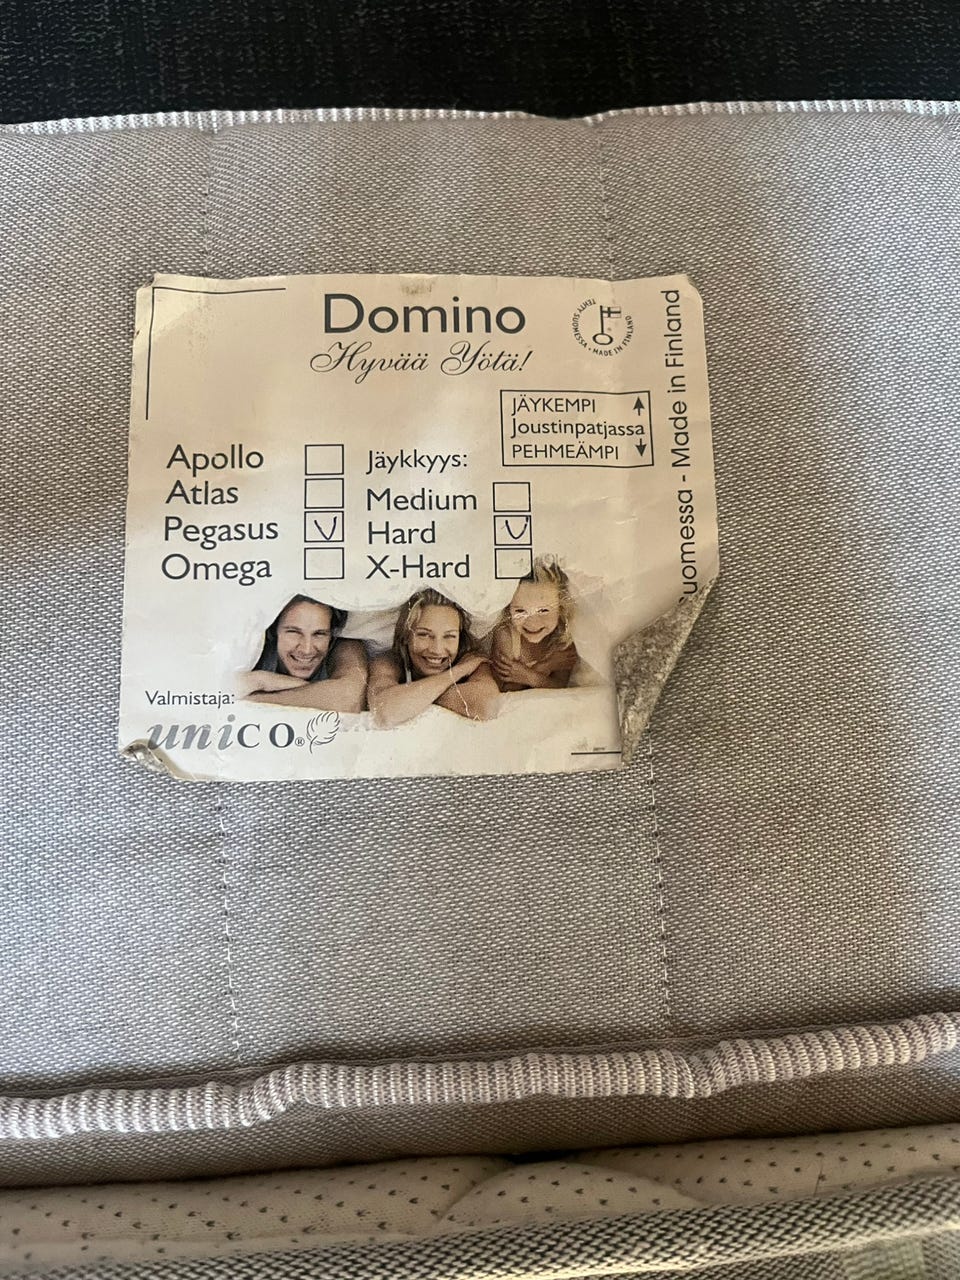 Domino
Hyvää Yötä!
TEHTY SUOMESSA • MADE IN FINLAND
JÄYKEMPI
Joustinpatjassa
PEHMEÄMPI
Apollo
Atlas
Pegasus
Omega
Jäykkyys:
Medium
Hard
X-Hard
uomessa - Made in Finland
Valmistaja:
unico®